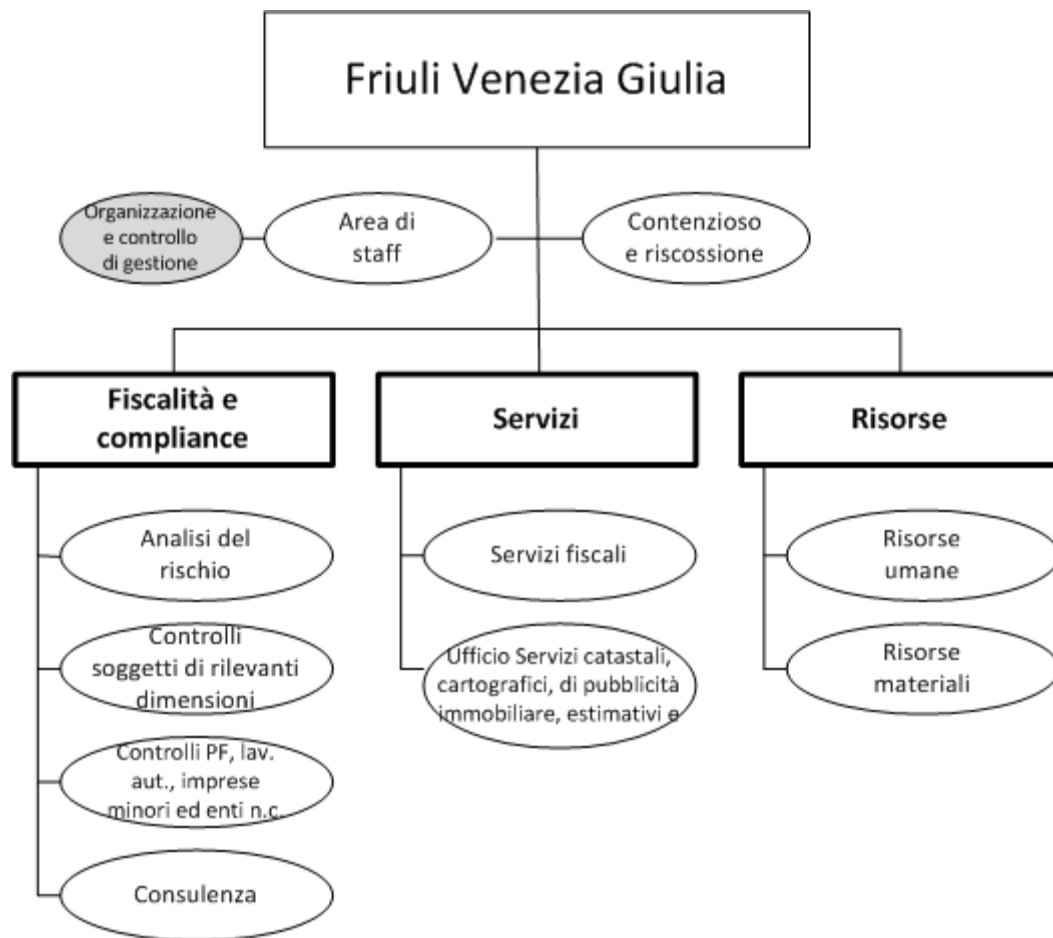 Friuli Venezia Giulia
Organizzazione
e controllo
di gestione
Area di
staff
Contenzioso
e riscossione
Fiscalità e
compliance
Servizi
Risorse
Analisi del
rischio
Controlli
soggetti di rilevanti
dimensioni
Controlli PF, lav.
aut., imprese
minori ed enti n.c.
Consulenza
Servizi fiscali
Ufficio Servizi catastali,
cartografici, di pubblicità
immobiliare, estimativi e
Risorse
umane
Risorse
materiali